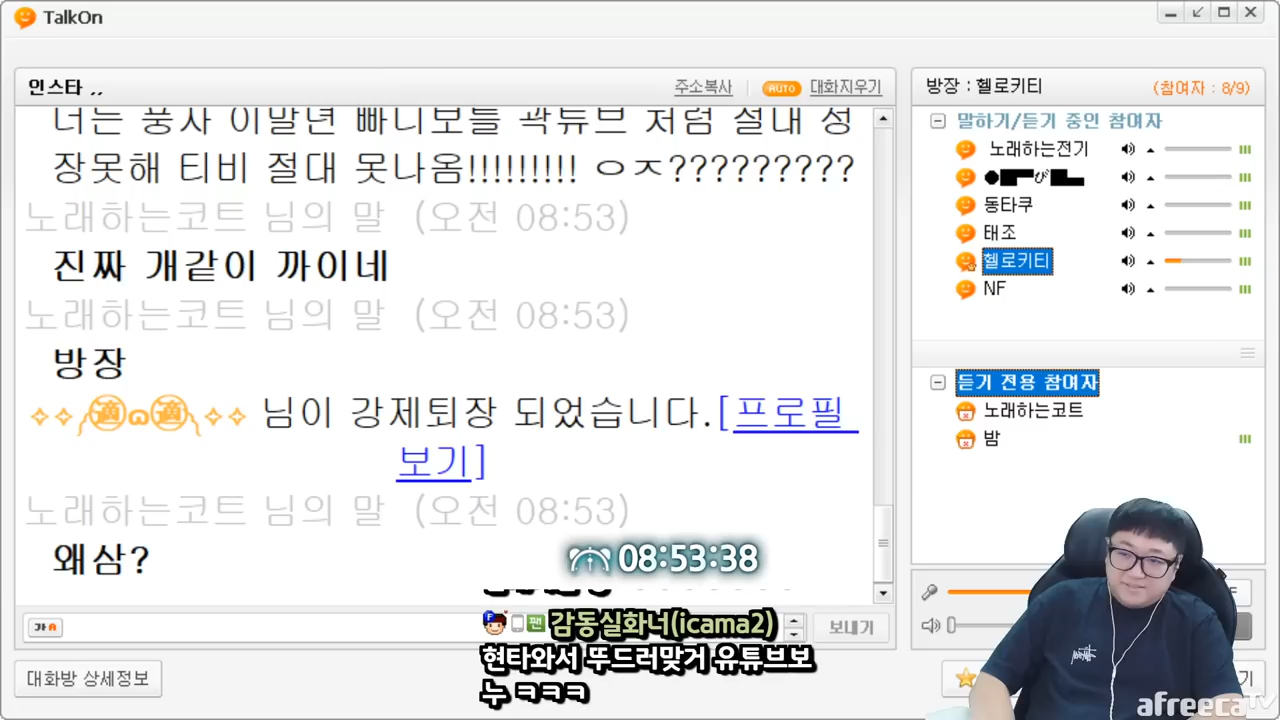 TalkOn
인스타 ,,
주소복사
AUTO
대화지우기
너는 풍사 이말년 빠니보틀 곽튜브 처럼 절대 성
장못해 티비 절대 못나옴!!!!!!!!!! ㅇㅈ?????????
노래하는코트 님의 말 (오전 08:53)
진짜 개같이 까이네
노래하는코트 님의 말 (오전 08:53)
방장
님이 강제퇴장 되었습니다.[프로필
보기]
노래하는코트 님의 말 (오전 08:53)
왜삼?
08:53:38
가A
팬 감동실화너(icama2)
현타와서 뚜드러맞거 유튜브보
누 ㅋㅋㅋ
보내기
대화방 상세정보
방장 : 헬로키티
(참여자 : 8/9)
말하기/듣기 중인 참여자
노래하는전기
동타쿠
태조
헬로키티
NF
듣기 전용 참여자
노래하는코트
밤
afreecaTV